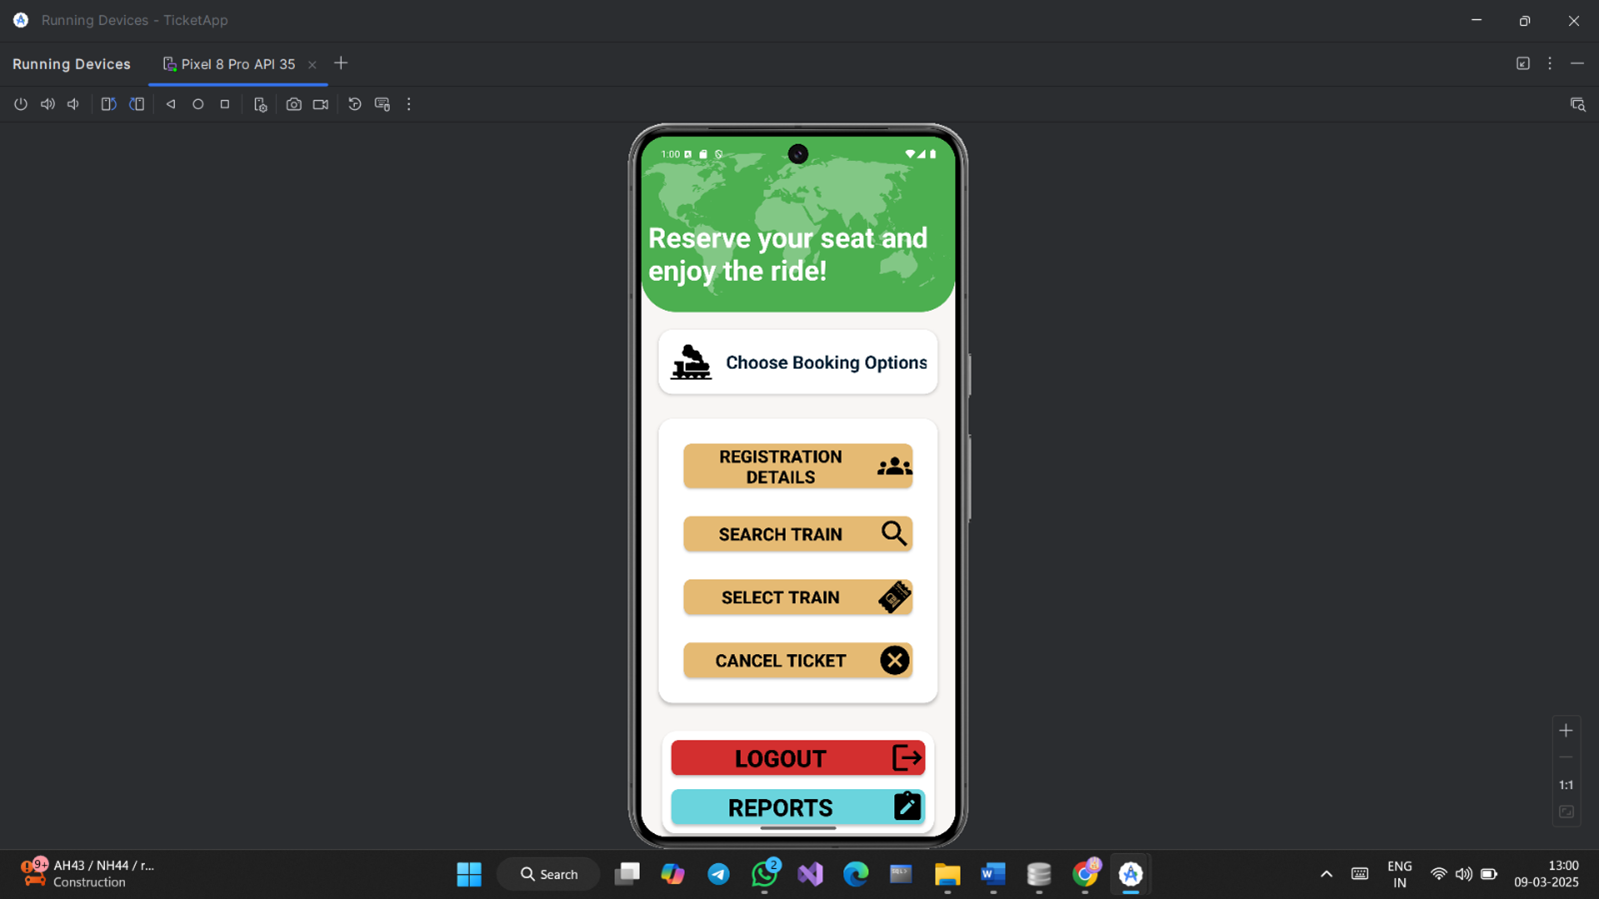 Running Devices - TicketApp
Running Devices
Pixel 8 Pro API 35
1:00
Reserve your seat and
enjoy the ride!
Choose Booking Options
REGISTRATION
DETAILS
SEARCH TRAIN
SELECT TRAIN
CANCEL TICKET
LOGOUT
REPORTS
1:1
9+
AH43 / NH44 / r...
Construction
Search
2
ENG
IN
13:00
09-03-2025